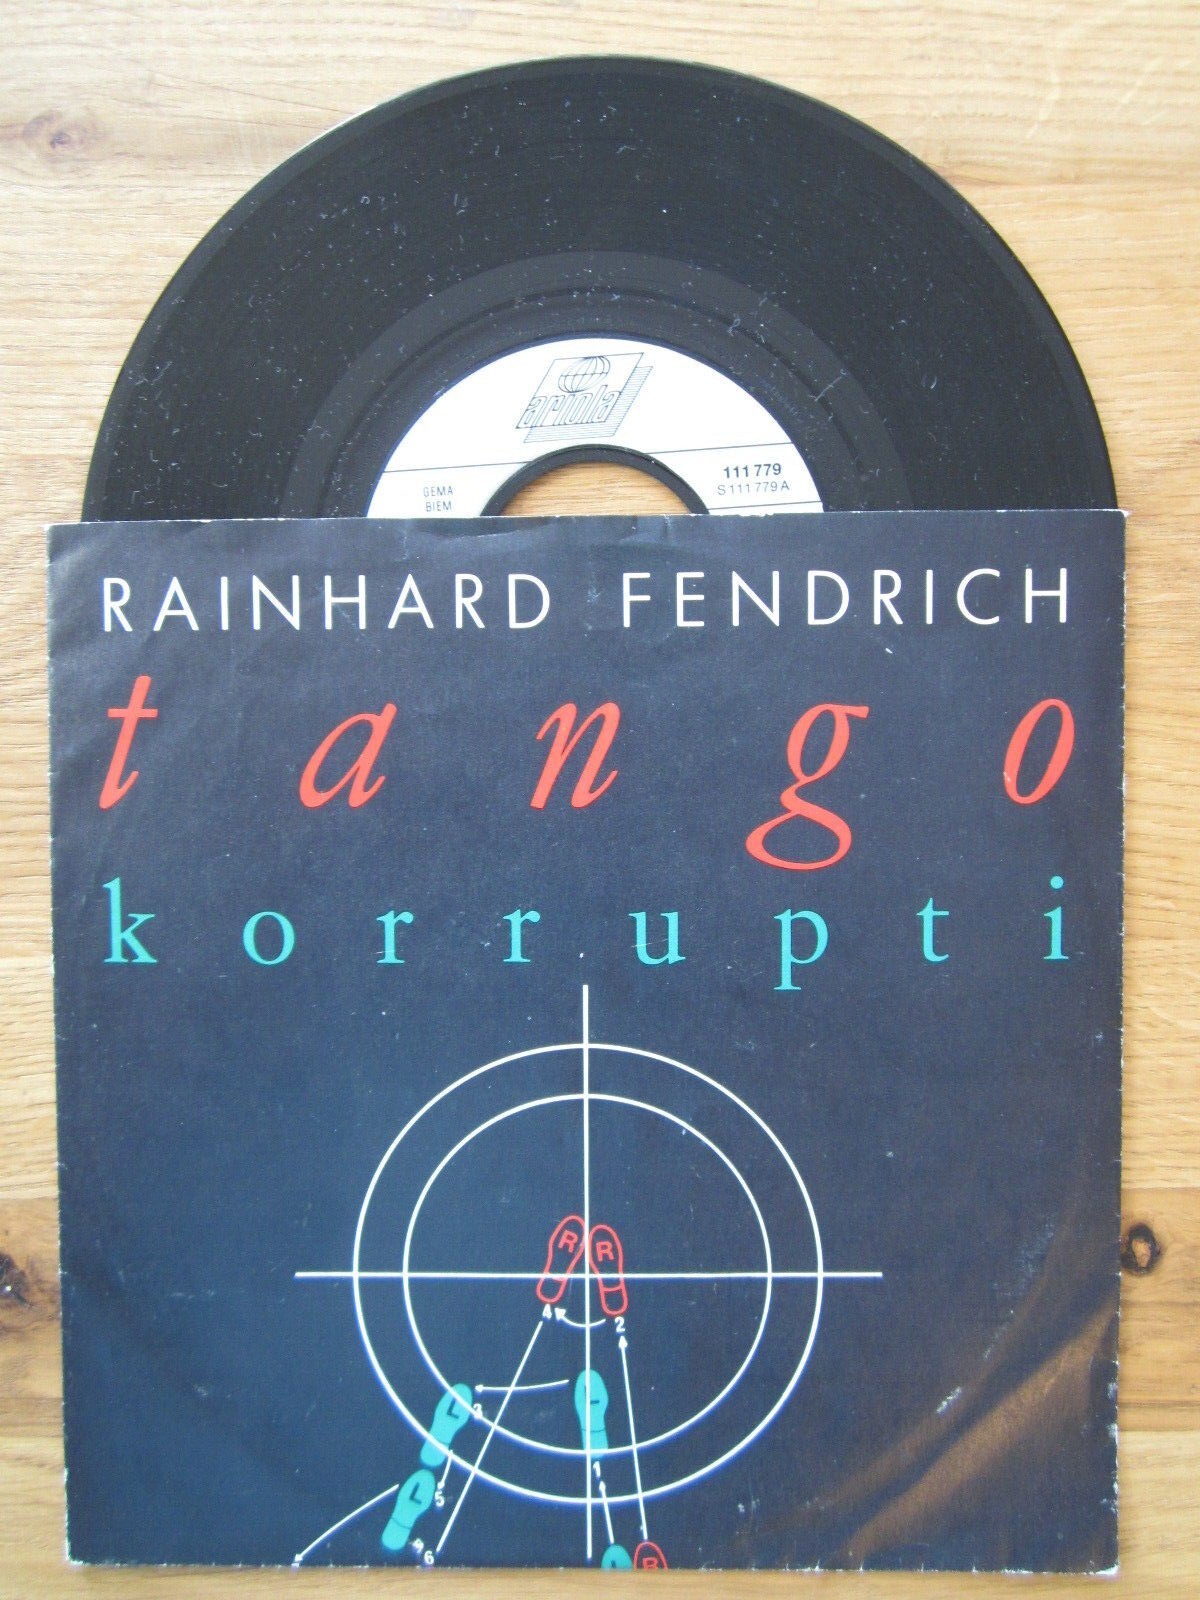 ariola
111 779
GEMA
S 111 779 A
BIEM
RAINHARD FENDRICH
tango
korrupti
R R
4
2
L
L
3
1
L
5
6
R